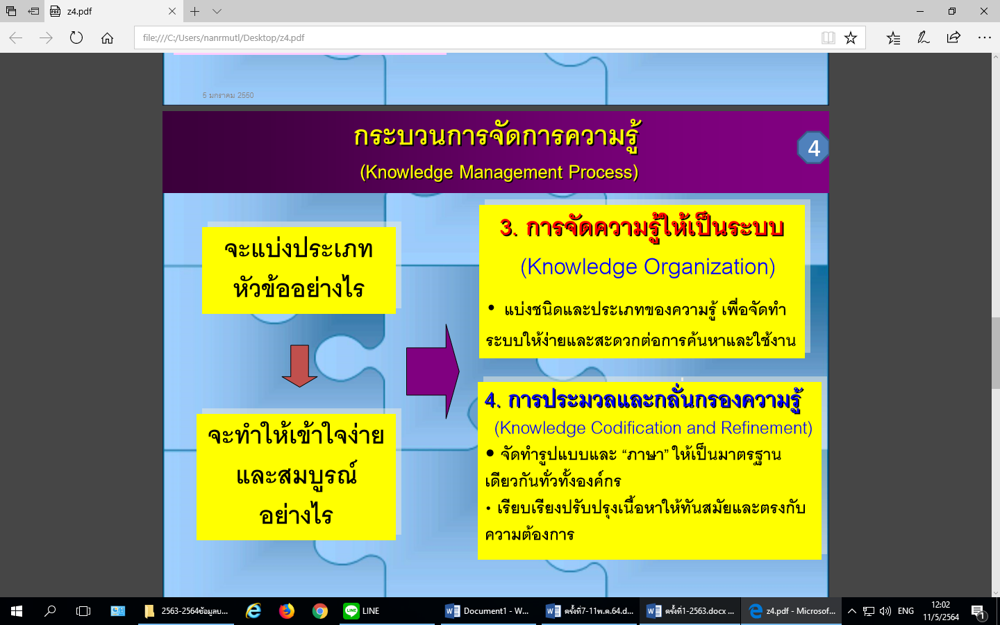 z4.pdf
file:///C:/Users/nanrmutl/Desktop/z4.pdf
5 มกราคม 2550
กระบวนการจัดการความรู้
4
(Knowledge Management Process)
จะแบ่งประเภท
หัวข้ออย่างไร
จะทำให้เข้าใจง่าย
และสมบูรณ์
อย่างไร
3. การจัดความรู้ให้เป็นระบบ
(Knowledge Organization)
• แบ่งชนิดและประเภทของความรู้ เพื่อจัดทำ
ระบบให้ง่ายและสะดวกต่อการค้นหาและใช้งาน
4. การประมวลและกลั่นกรองความรู้
(Knowledge Codification and Refinement)
• จัดทำรูปแบบและ “ภาษา” ให้เป็นมาตรฐาน
เดียวกันทั่วทั้งองค์กร
• เรียบเรียงปรับปรุงเนื้อหาให้ทันสมัยและตรงกับ
ความต้องการ
2563-2564ข้อมูลบ...
LINE
Document1 - W...
ครั้งที่7-11พ.ค.64.d...
ครั้งที่1-2563.docx ...
z4.pdf - Microsof...
ENG
12:02
11/5/2564
1